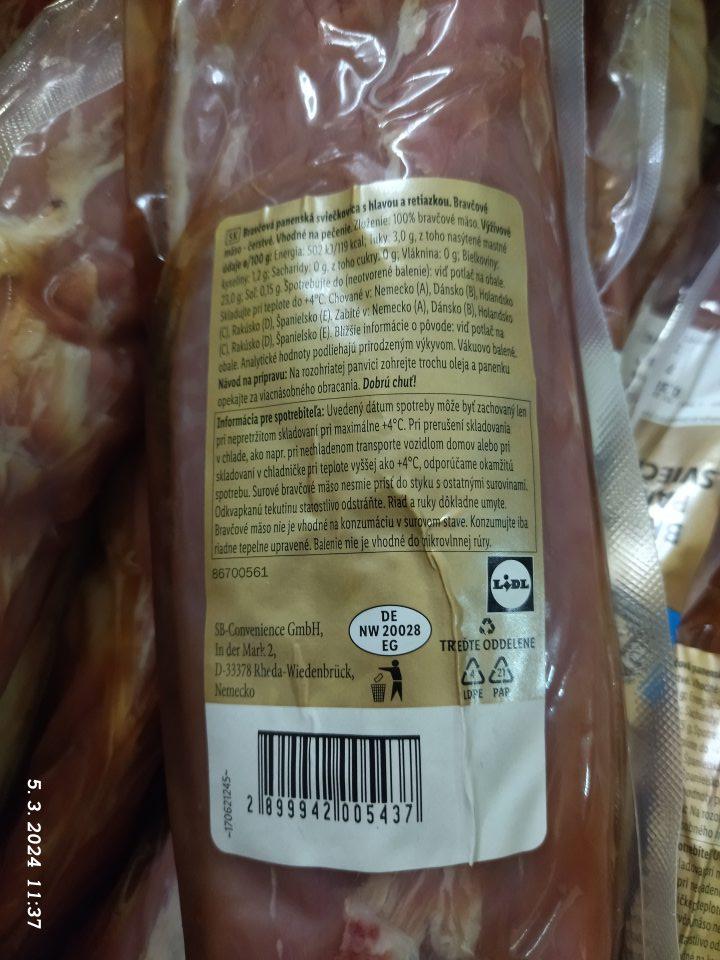 SK Bravčová panenská sviečkovica s hlavou a retiazkou. Bravčové
mäso - čerstvé. Vhodné na pečenie. Zloženie: 100% bravčové mäso. Výživové
údaje ø/100 g: Energia: 502 kJ/119 kcal, Tuky: 3,0 g, z toho nasýtené mastné
kyseliny: 1,2 g; Sacharidy: 0 g, z toho cukry: 0 g; Vláknina: 0 g; Bielkoviny:
23,0 g; Soľ: 0,15 g. Spotrebujte do (neotvorené balenie): viď potlač na obale.
Skladujte pri teplote do +4°C. Chované v: Nemecko (A), Dánsko (B), Holandsko
(C), Rakúsko (D), Španielsko (E). Zabité v: Nemecko (A), Dánsko (B), Holandsko
(C), Rakúsko (D), Španielsko (E). Bližšie informácie o pôvode: viď potlač na
obale. Analytické hodnoty podliehajú prirodzeným výkyvom. Vákuovo balené.
Návod na prípravu: Na rozohriatej panvici zohrejte trochu oleja a panenku
opekajte za viacnásobného obracania. Dobrú chuť!
Informácia pre spotrebiteľa: Uvedený dátum spotreby môže byť zachovaný len
pri nepretržitom skladovaní pri maximálne +4°C. Pri prerušení skladovania
v chlade, ako napr. pri nechladenom transporte vozidlom domov alebo pri
skladovaní v chladničke pri teplote vyššej ako +4°C, odporúčame okamžitú
spotrebu. Surové bravčové mäso nesmie prísť do styku s ostatnými surovinami.
Odkvapkanú tekutinu starostlivo odstráňte. Riad a ruky dôkladne umyte.
Bravčové mäso nie je vhodné na konzumáciu v surovom stave. Konzumujte iba
riadne tepelne upravené. Balenie nie je vhodné do mikrovlnnej rúry.
86700561
LIDL
SB-Convenience GmbH,
In der Mark 2,
D-33378 Rheda-Wiedenbrück,
Nemecko
DE
NW 20028
EG
TRIEĎTE ODDELENE
4 21
LDPE PAP
~170621245~
2 899942 005437
5. 3. 2024 11:37